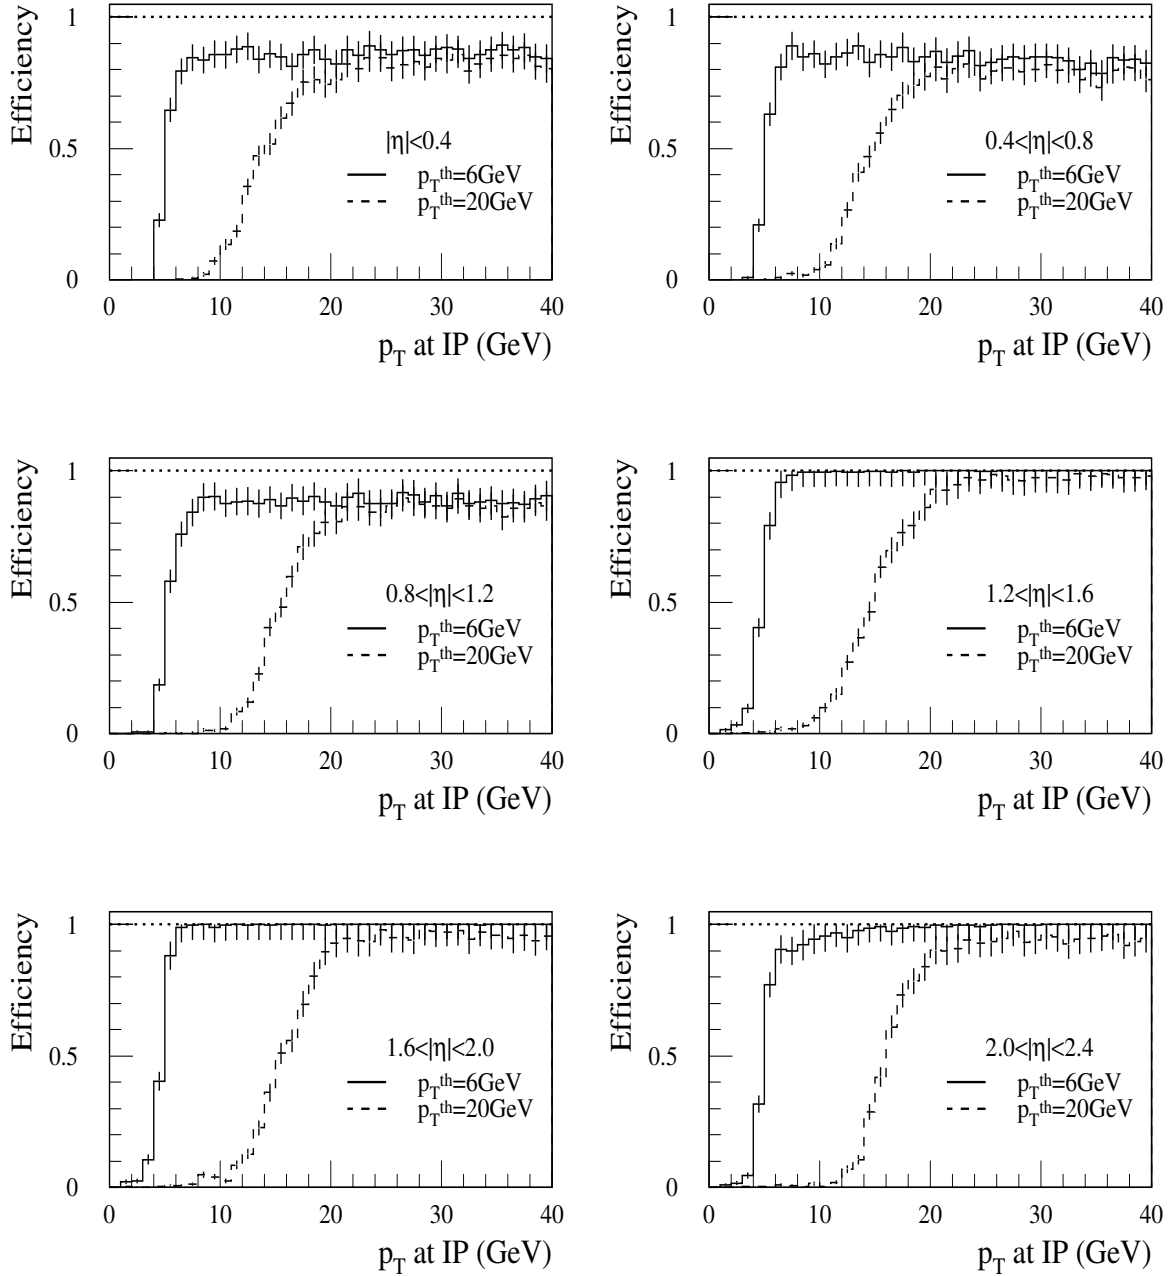 Efficiency
1
0.5
0
|η|<0.4
p_T^th=6GeV
p_T^th=20GeV
0 10 20 30 40
p_T at IP (GeV)
Efficiency
1
0.5
0
0.4<|η|<0.8
p_T^th=6GeV
p_T^th=20GeV
0 10 20 30 40
p_T at IP (GeV)
Efficiency
1
0.5
0
0.8<|η|<1.2
p_T^th=6GeV
p_T^th=20GeV
0 10 20 30 40
p_T at IP (GeV)
Efficiency
1
0.5
0
1.2<|η|<1.6
p_T^th=6GeV
p_T^th=20GeV
0 10 20 30 40
p_T at IP (GeV)
Efficiency
1
0.5
0
1.6<|η|<2.0
p_T^th=6GeV
p_T^th=20GeV
0 10 20 30 40
p_T at IP (GeV)
Efficiency
1
0.5
0
2.0<|η|<2.4
p_T^th=6GeV
p_T^th=20GeV
0 10 20 30 40
p_T at IP (GeV)